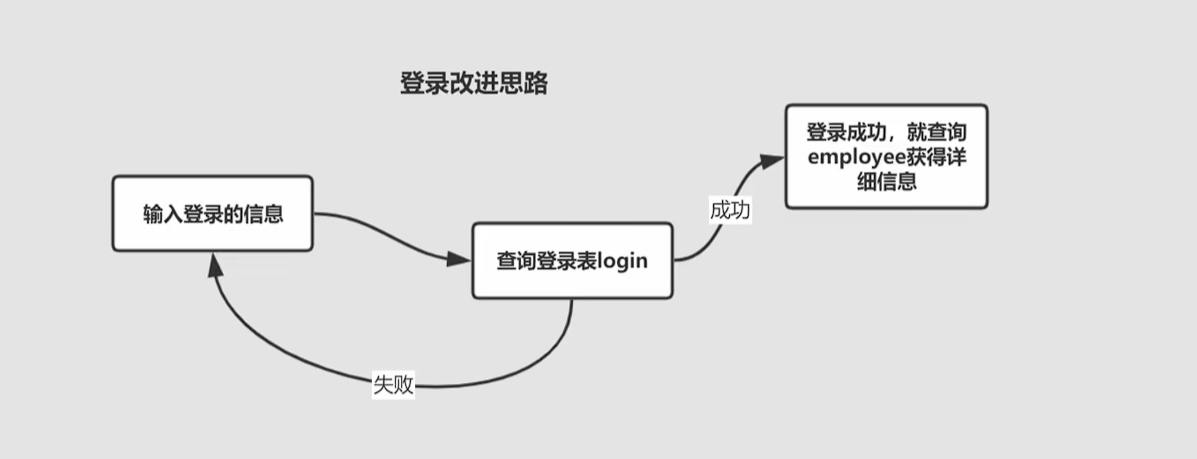 登录改进思路
登录成功，就查询
employee获得详
细信息
输入登录的信息
成功
查询登录表login
失败